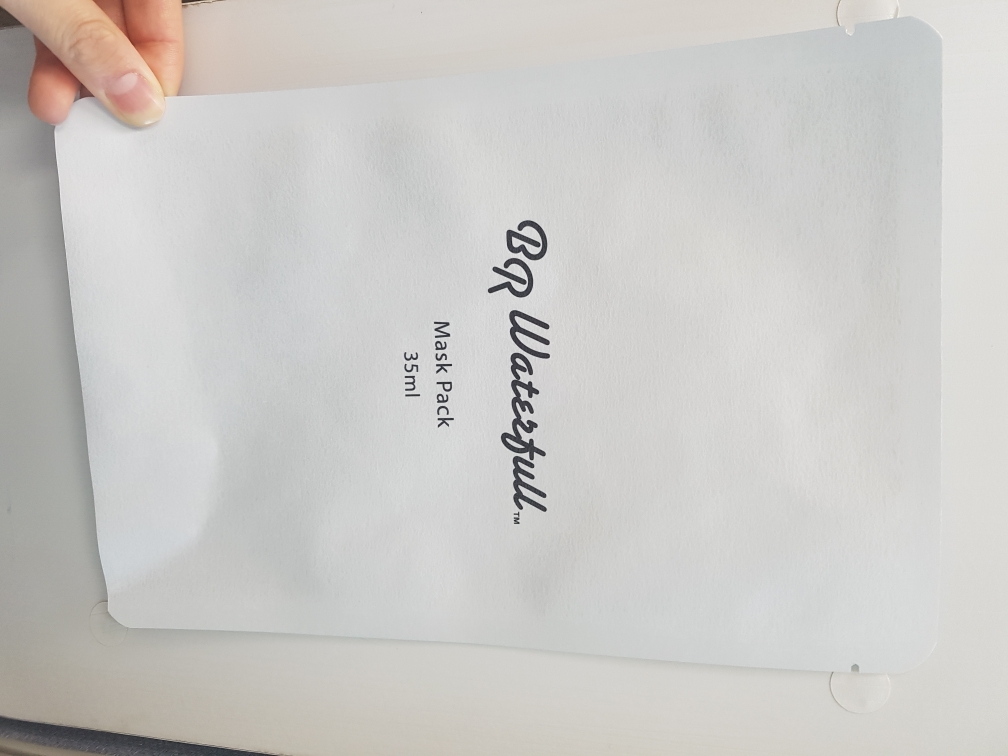 BR Waterfull™
Mask Pack
35ml